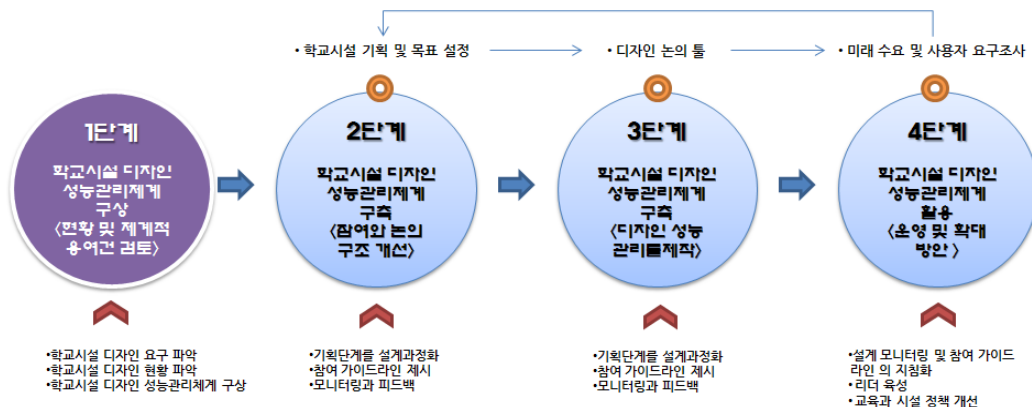 • 학교시설 기획 및 목표 설정
• 디자인 논의 툴
• 미래 수요 및 사용자 요구조사
1단계
학교시설 디자인
성능관리체계
구상
〈현황 및 체계적
용여건 검토〉
2단계
학교시설 디자인
성능관리체계
구축
〈참여와 논의
구조 개선〉
3단계
학교시설 디자인
성능관리체계
구축
〈디자인 성능
관리툴제작〉
4단계
학교시설 디자인
성능관리체계
활용
〈운영 및 확대
방안 〉
•학교시설 디자인 요구 파악
•학교시설 디자인 현황 파악
•학교시설 디자인 성능관리체계 구상
•기획단계를 설계과정화
•참여 가이드라인 제시
•모니터링과 피드백
•기획단계를 설계과정화
•참여 가이드라인 제시
•모니터링과 피드백
•설계 모니터링 및 참여 가이드
라인 의 지침화
•리더 육성
•교육과 시설 정책 개선